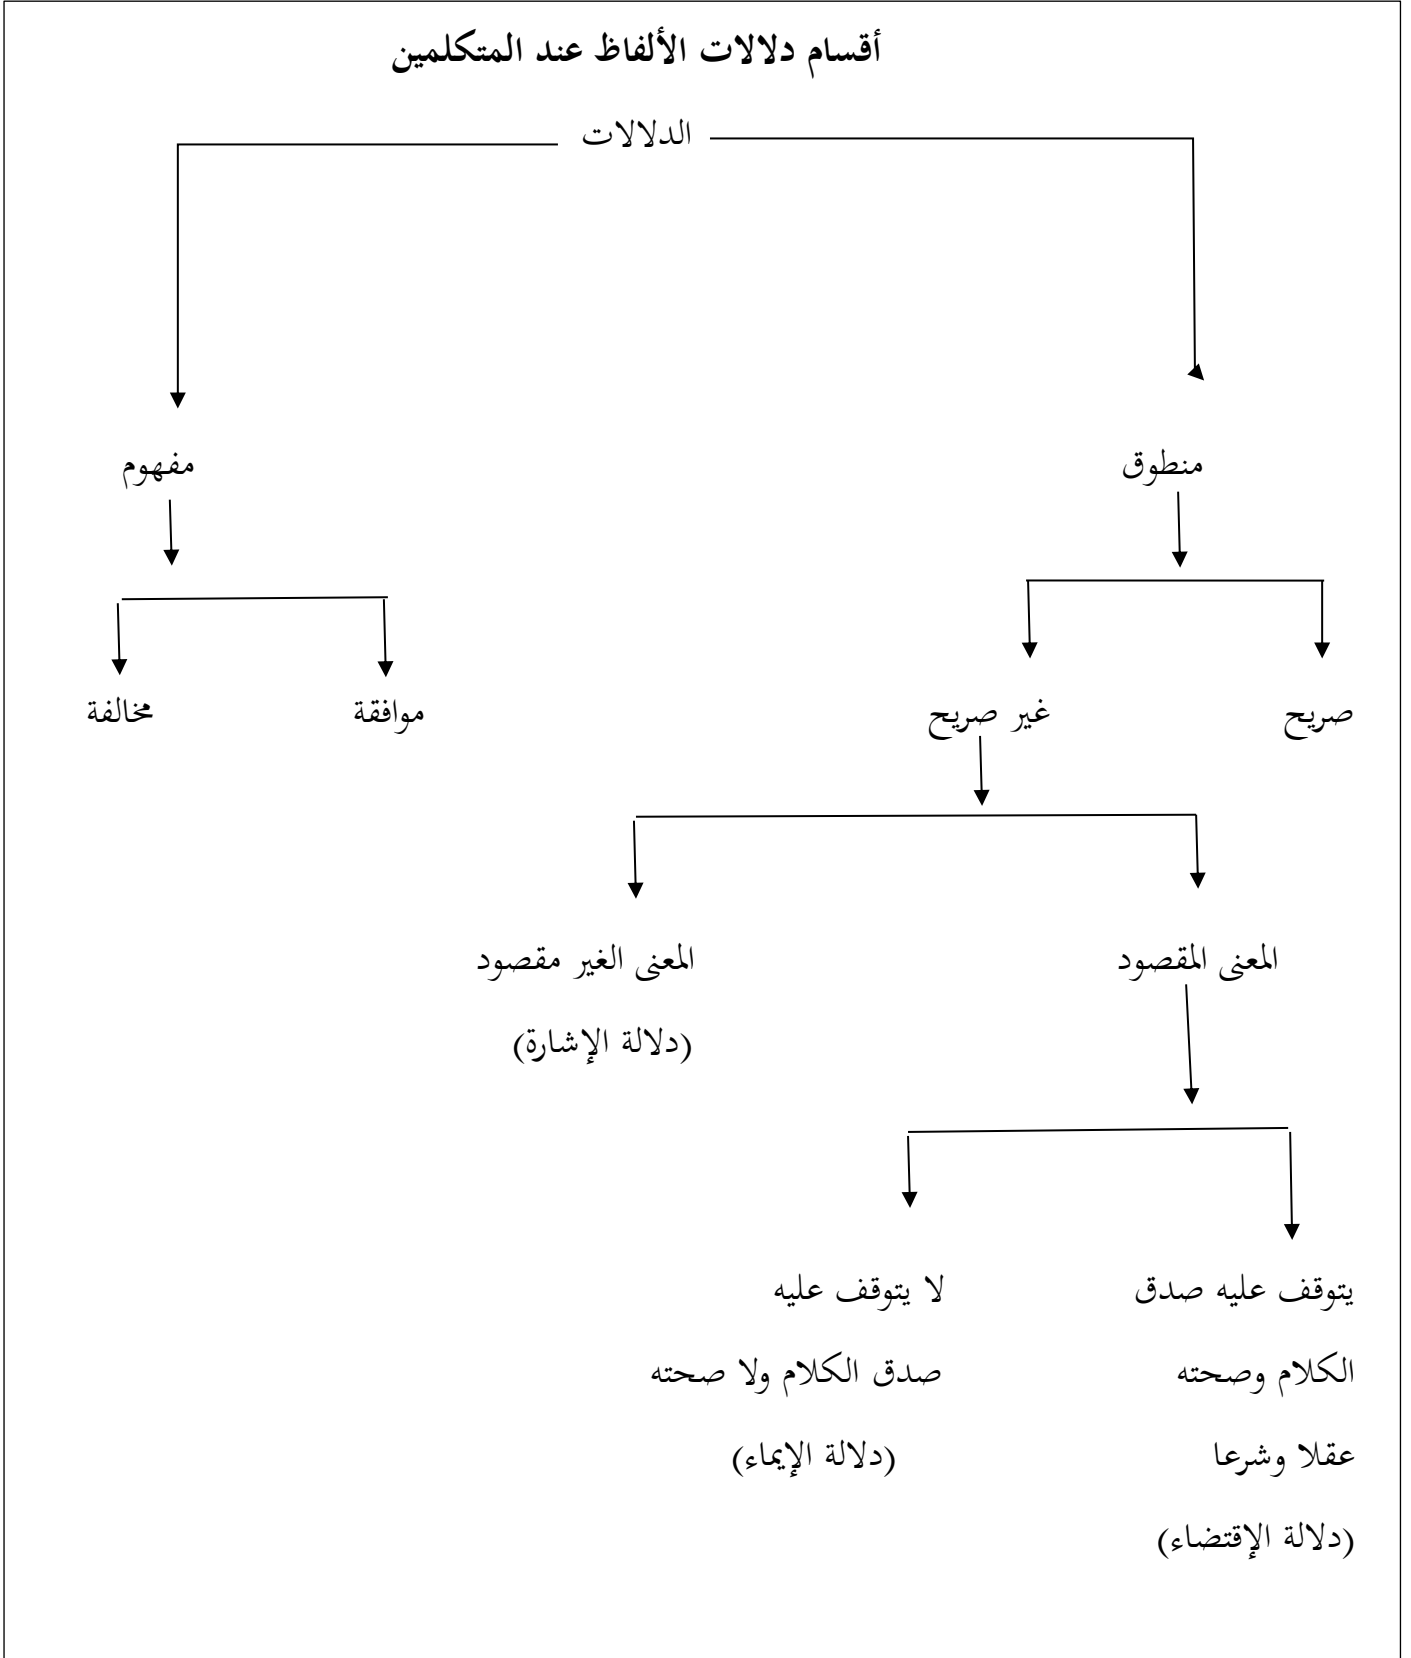 أقسام دلالات الألفاظ عند المتكلمين
الدلالات
منطوق
مفهوم
صريح
غير صريح
موافقة
مخالفة
المعنى المقصود
المعنى الغير مقصود
(دلالة الإشارة)
يتوقف عليه صدق
الكلام وصحته
عقلا وشرعا
(دلالة الإقتضاء)
لا يتوقف عليه
صدق الكلام ولا صحته
(دلالة الإيماء)